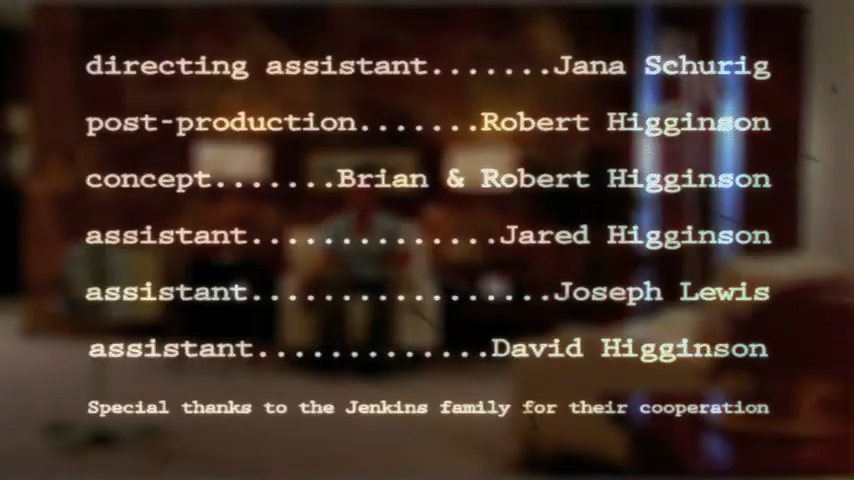 directing assistant.......Jana Schurig
post-production.......Robert Higginson
concept.......Brian & Robert Higginson
assistant..............Jared Higginson
assistant.................Joseph Lewis
assistant.............David Higginson
Special thanks to the Jenkins family for their cooperation